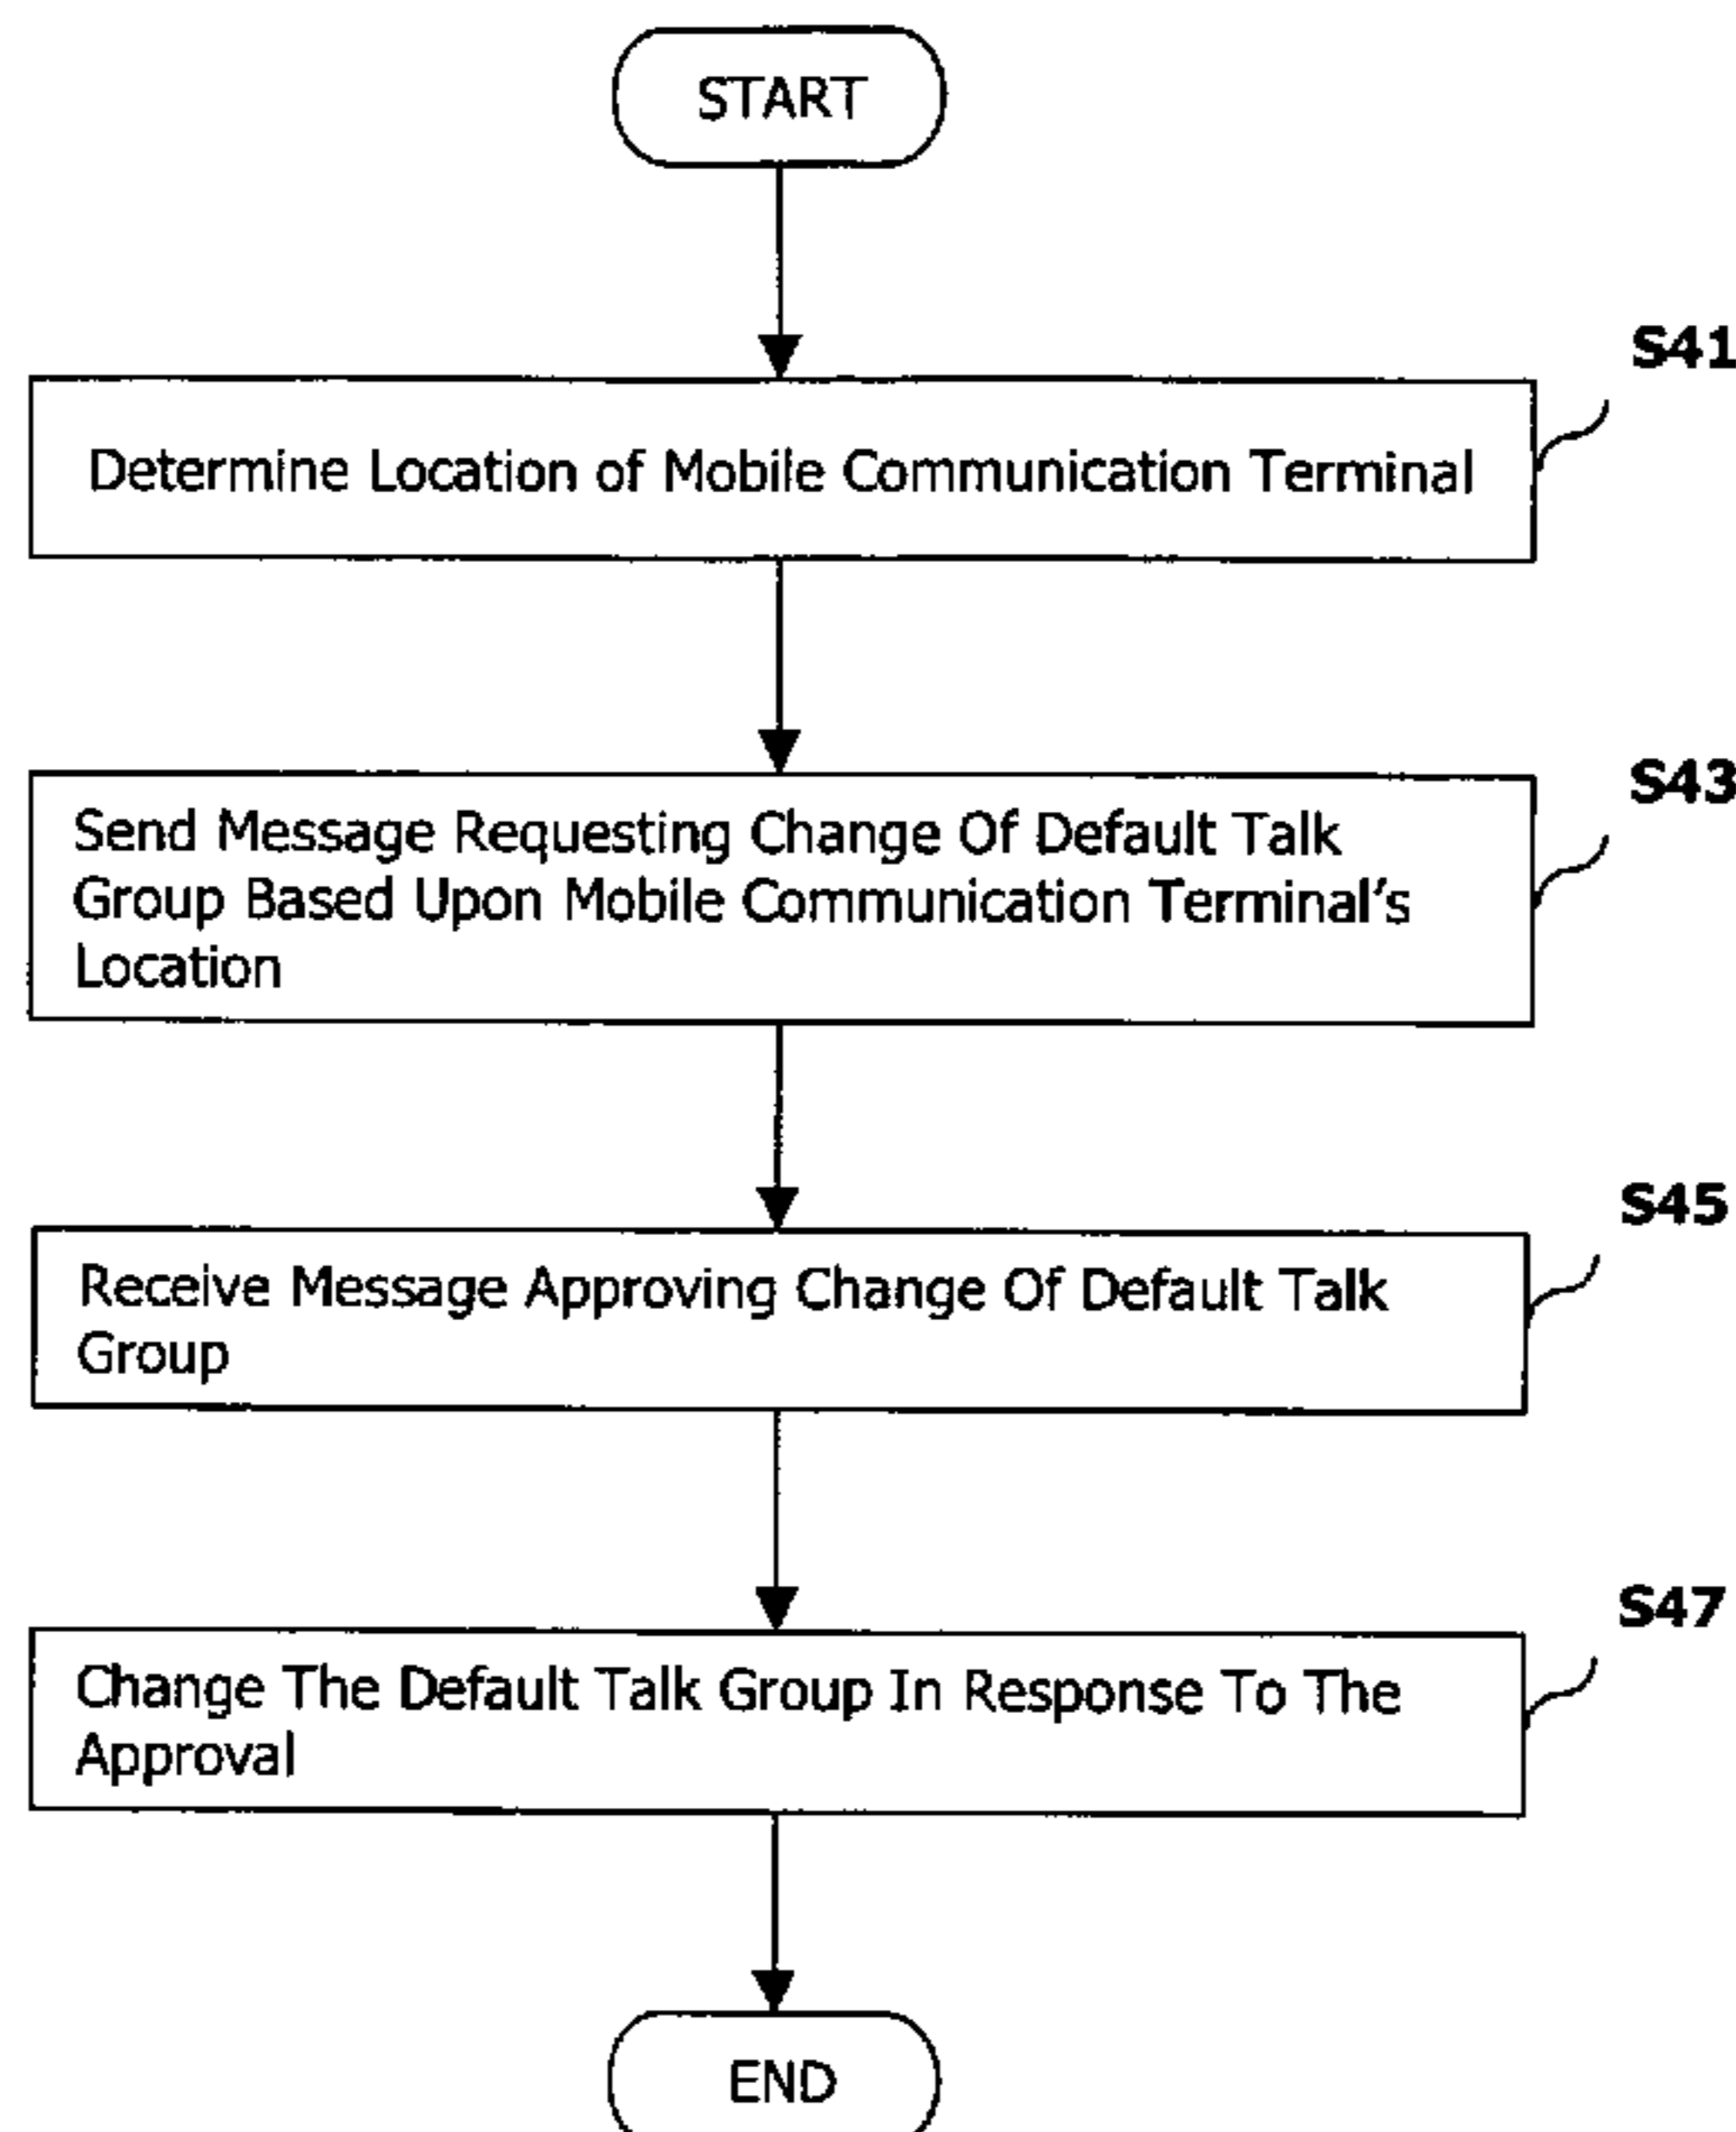 START
S41
Determine Location of Mobile Communication Terminal
S43
Send Message Requesting Change Of Default Talk
Group Based Upon Mobile Communication Terminal's
Location
S45
Receive Message Approving Change Of Default Talk
Group
S47
Change The Default Talk Group In Response To The
Approval
END